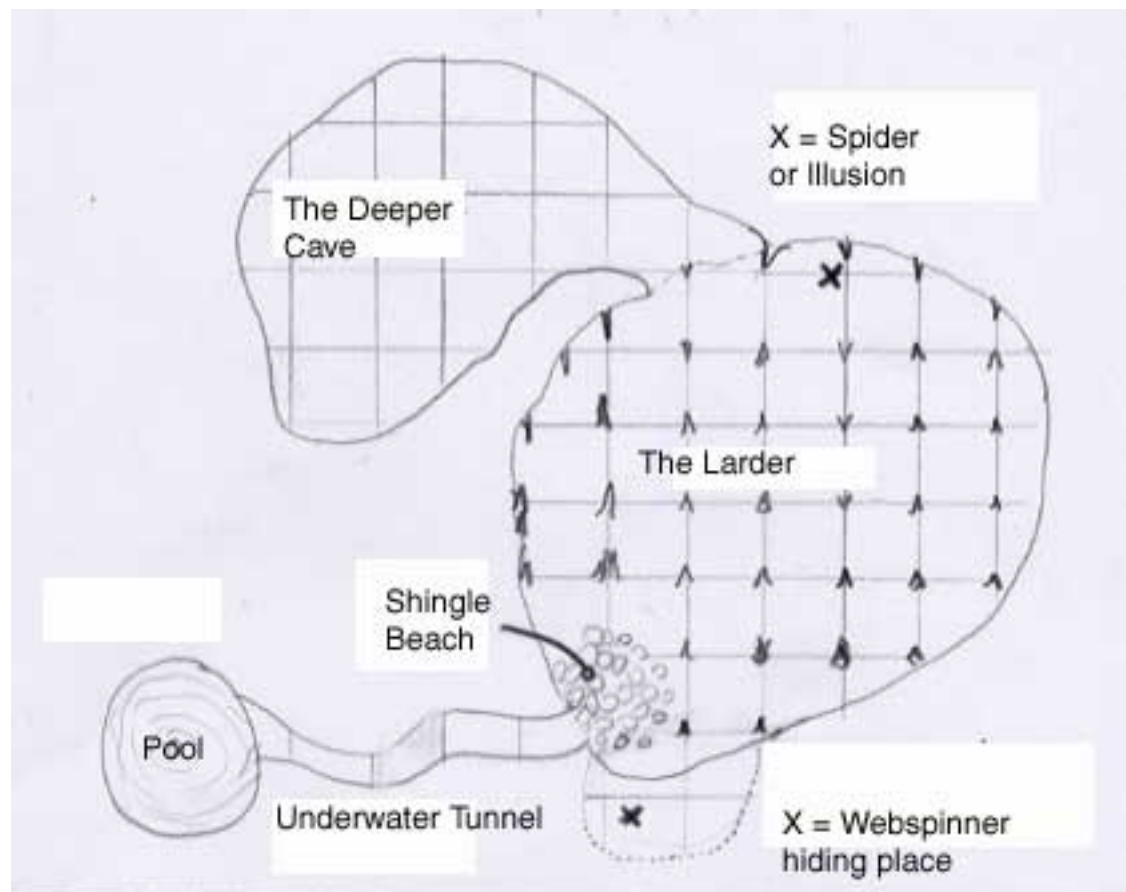 X = Spider
or Illusion
The Deeper
Cave
The Larder
Shingle
Beach
Pool
Underwater Tunnel
X = Webspinner
hiding place